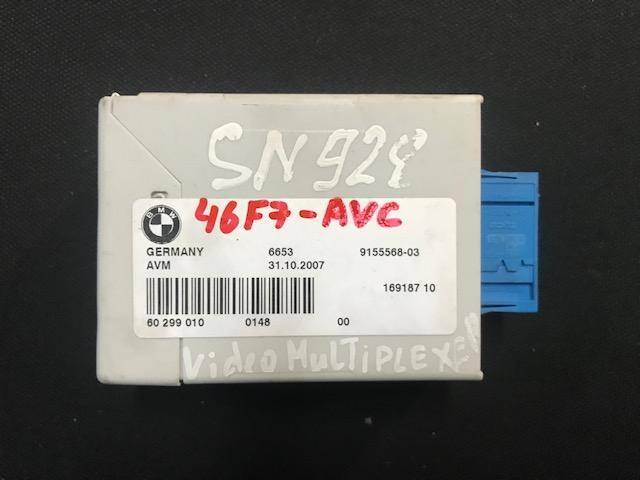 SN928
46F7-AVC
BMW
GERMANY 6653 9155568-03
AVM 31.10.2007
169187 10
60 299 010 0148 00
Video MULTIPLEXER